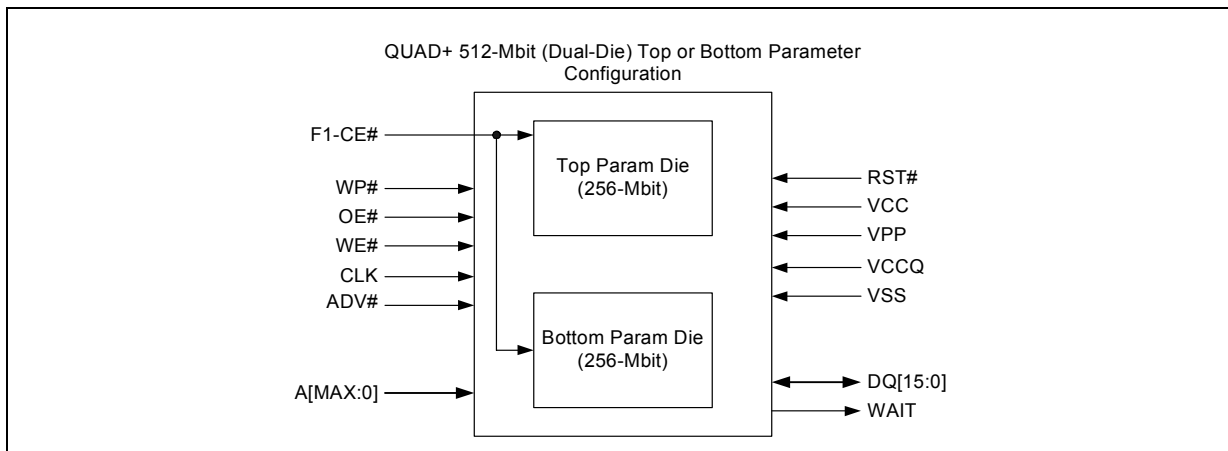 QUAD+ 512-Mbit (Dual-Die) Top or Bottom Parameter
Configuration
F1-CE#
WP#
OE#
WE#
CLK
ADV#
A[MAX:0]
Top Param Die
(256-Mbit)
Bottom Param Die
(256-Mbit)
RST#
VCC
VPP
VCCQ
VSS
DQ[15:0]
WAIT